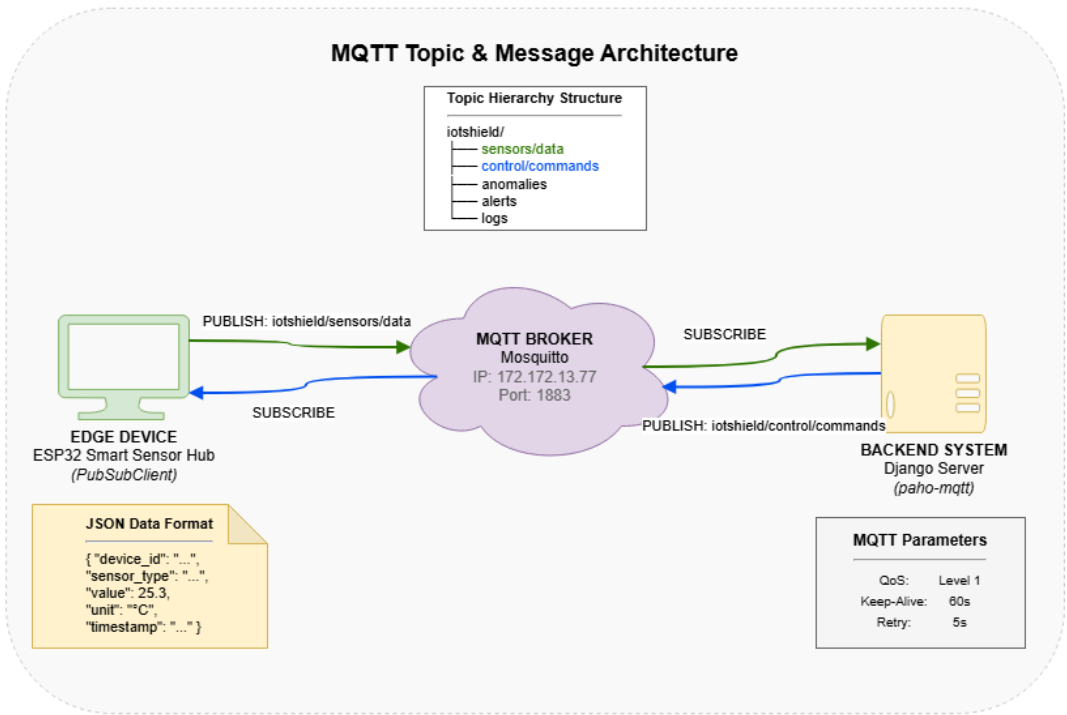 MQTT Topic & Message Architecture
Topic Hierarchy Structure
iotshield/
sensors/data
control/commands
anomalies
alerts
logs
PUBLISH: iotshield/sensors/data
SUBSCRIBE
MQTT BROKER
Mosquitto
IP: 172.172.13.77
Port: 1883
SUBSCRIBE
PUBLISH: iotshield/control/commands
EDGE DEVICE
ESP32 Smart Sensor Hub
(PubSubClient)
BACKEND SYSTEM
Django Server
(paho-mqtt)
JSON Data Format
{ "device_id": "...",
"sensor_type": "...",
"value": 25.3,
"unit": "°C",
"timestamp": "..." }
MQTT Parameters
QoS: Level 1
Keep-Alive: 60s
Retry: 5s